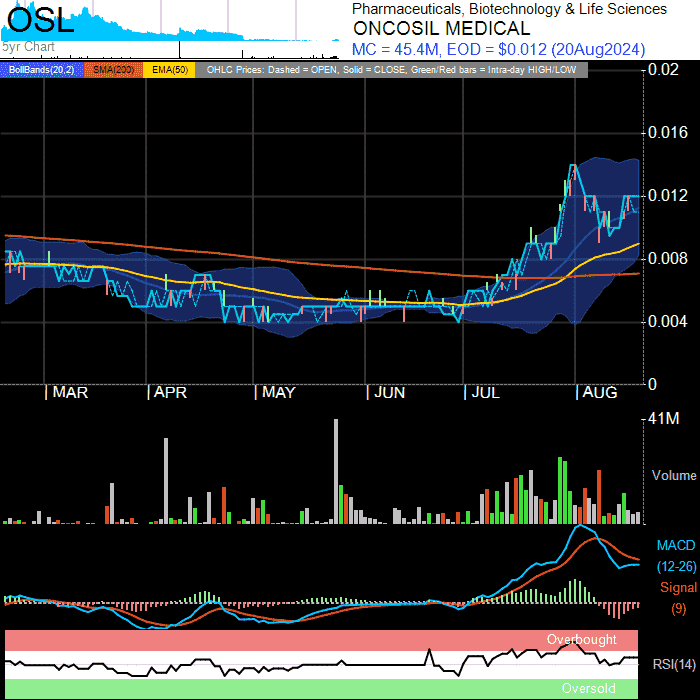 OSL
5yr Chart
Pharmaceuticals, Biotechnology & Life Sciences
ONCOSIL MEDICAL
MC = 45.4M, EOD = $0.012 (20Aug2024)
BollBands(20,2) SMA(200) EMA(50) OHLC Prices: Dashed = OPEN, Solid = CLOSE, Green/Red bars = Intra-day HIGH/LOW
0.02
0.016
0.012
0.008
0.004
0
MAR APR MAY JUN JUL AUG
41M
Volume
MACD
(12-26)
Signal
(9)
Overbought
RSI(14)
Oversold